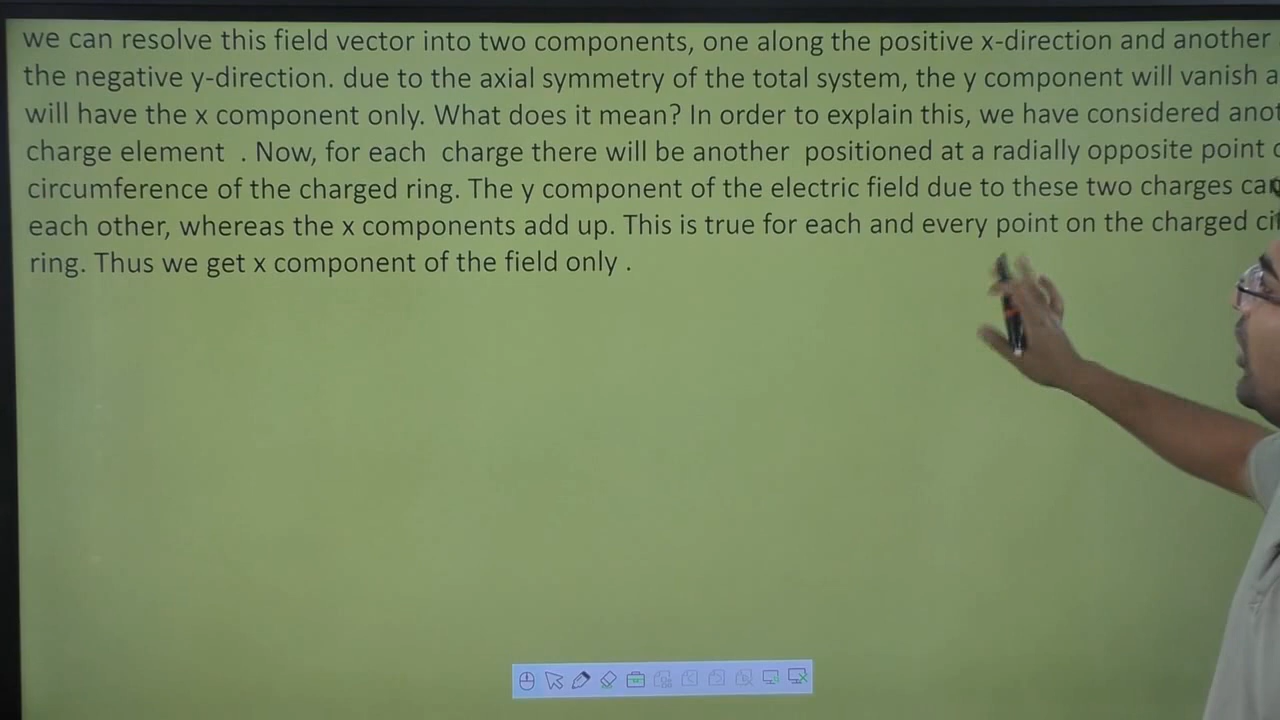 we can resolve this field vector into two components, one along the positive x-direction and another
the negative y-direction. due to the axial symmetry of the total system, the y component will vanish
will have the x component only. What does it mean? In order to explain this, we have considered
charge element . Now, for each charge there will be another positioned at a radially opposite point
circumference of the charged ring. The y component of the electric field due to these two charges
each other, whereas the x components add up. This is true for each and every point on the charged
ring. Thus we get x component of the field only .